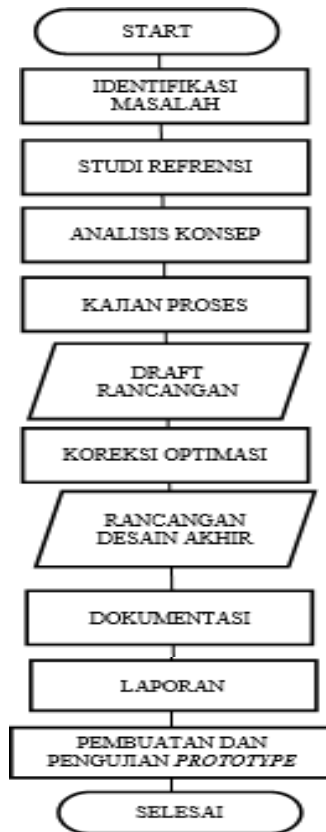 START
IDENTIFIKASI
MASALAH
STUDI REFRENSI
ANALISIS KONSEP
KAJIAN PROSES
DRAFT
RANCANGAN
KOREKSI OPTIMASI
RANCANGAN
DESAIN AKHIR
DOKUMENTASI
LAPORAN
PEMBUATAN DAN
PENGUJIAN PROTOTYPE
SELESAI